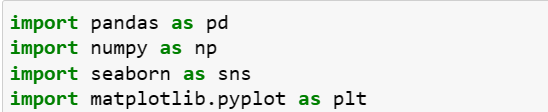 import pandas as pd
import numpy as np
import seaborn as sns
import matplotlib.pyplot as plt